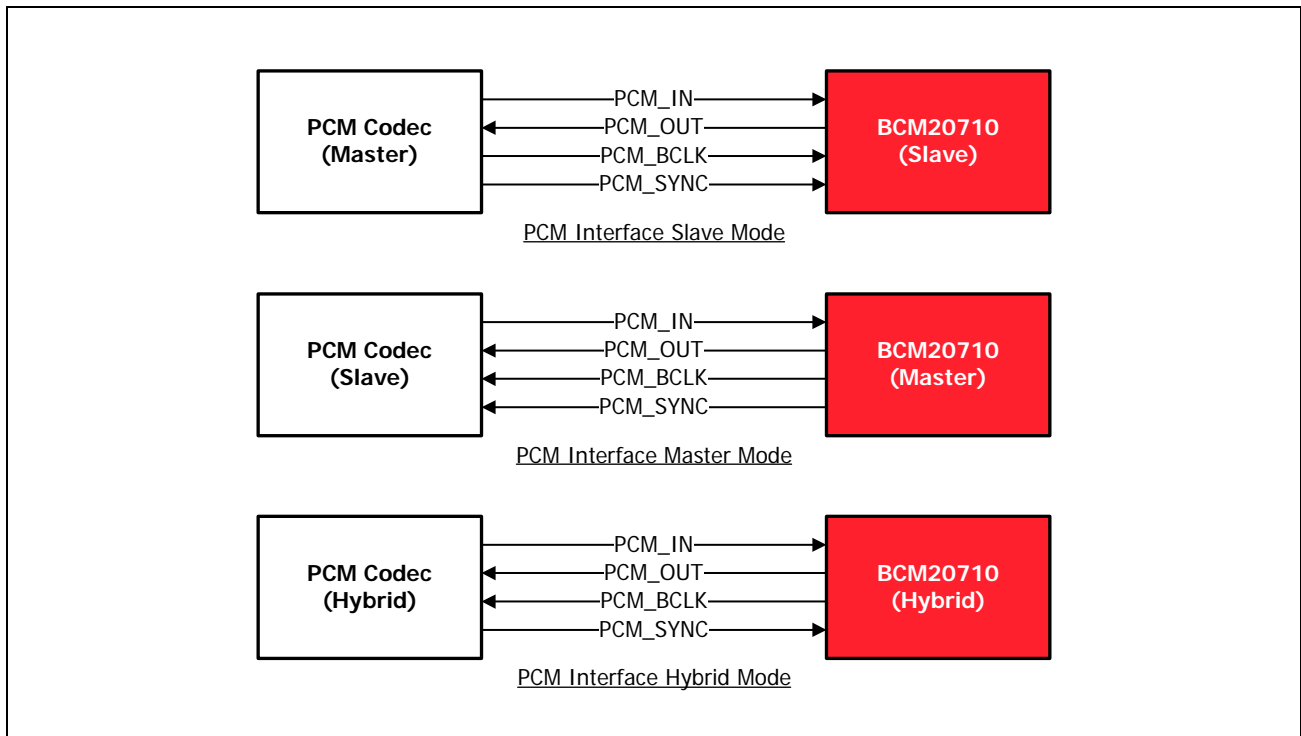 PCM Codec
(Master)
PCM_IN
PCM_OUT
PCM_BCLK
PCM_SYNC
BCM20710
(Slave)
PCM Interface Slave Mode
PCM Codec
(Slave)
PCM_IN
PCM_OUT
PCM_BCLK
PCM_SYNC
BCM20710
(Master)
PCM Interface Master Mode
PCM Codec
(Hybrid)
PCM_IN
PCM_OUT
PCM_BCLK
PCM_SYNC
BCM20710
(Hybrid)
PCM Interface Hybrid Mode